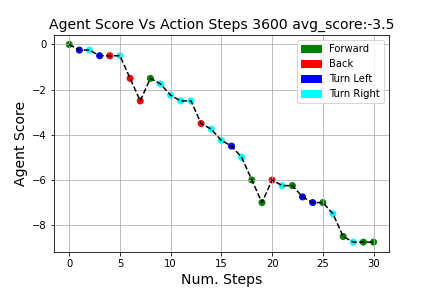 Agent Score Vs Action Steps 3600 avg_score:-3.5
Forward
Back
Turn Left
Turn Right
Agent Score
0
−2
−4
−6
−8
0 5 10 15 20 25 30
Num. Steps